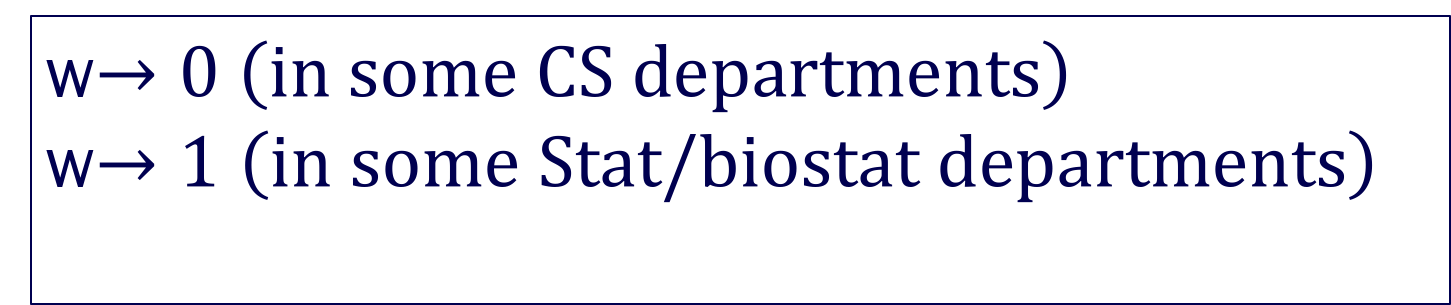 w→ 0 (in some CS departments)
w→ 1 (in some Stat/biostat departments)